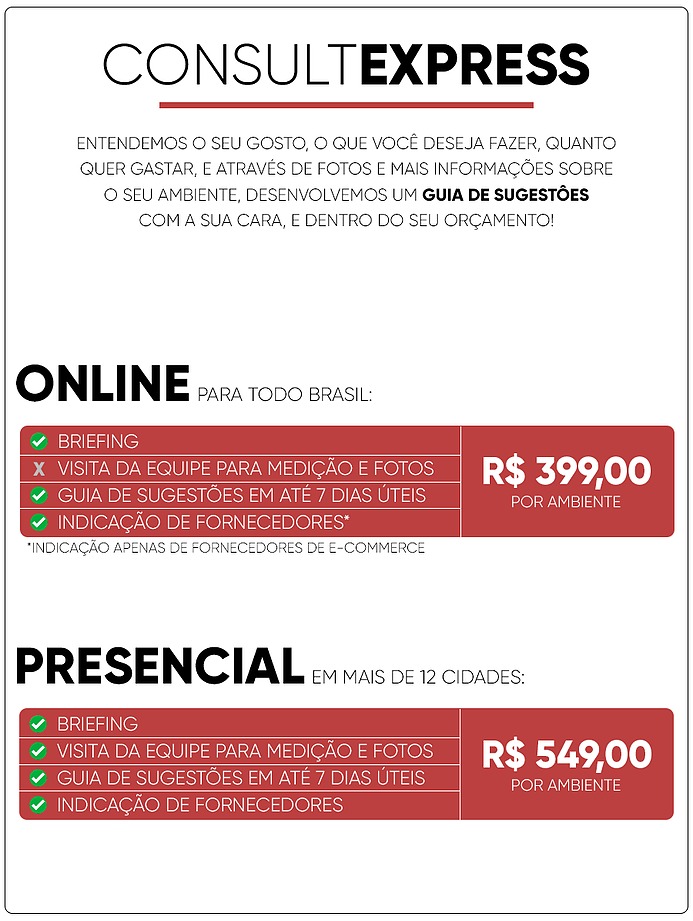 CONSULTEXPRESS
ENTENDEMOS O SEU GOSTO, O QUE VOCÊ DESEJA FAZER, QUANTO
QUER GASTAR, E ATRAVÉS DE FOTOS E MAIS INFORMAÇÕES SOBRE
O SEU AMBIENTE, DESENVOLVEMOS UM GUIA DE SUGESTÕES
COM A SUA CARA, E DENTRO DO SEU ORÇAMENTO!
ONLINE PARA TODO BRASIL:
BRIEFING
X VISITA DA EQUIPE PARA MEDIÇÃO E FOTOS
GUIA DE SUGESTÕES EM ATÉ 7 DIAS ÚTEIS
INDICAÇÃO DE FORNECEDORES*
R$ 399,00
POR AMBIENTE
*INDICAÇÃO APENAS DE FORNECEDORES DE E-COMMERCE
PRESENCIAL EM MAIS DE 12 CIDADES:
BRIEFING
VISITA DA EQUIPE PARA MEDIÇÃO E FOTOS
GUIA DE SUGESTÕES EM ATÉ 7 DIAS ÚTEIS
INDICAÇÃO DE FORNECEDORES
R$ 549,00
POR AMBIENTE